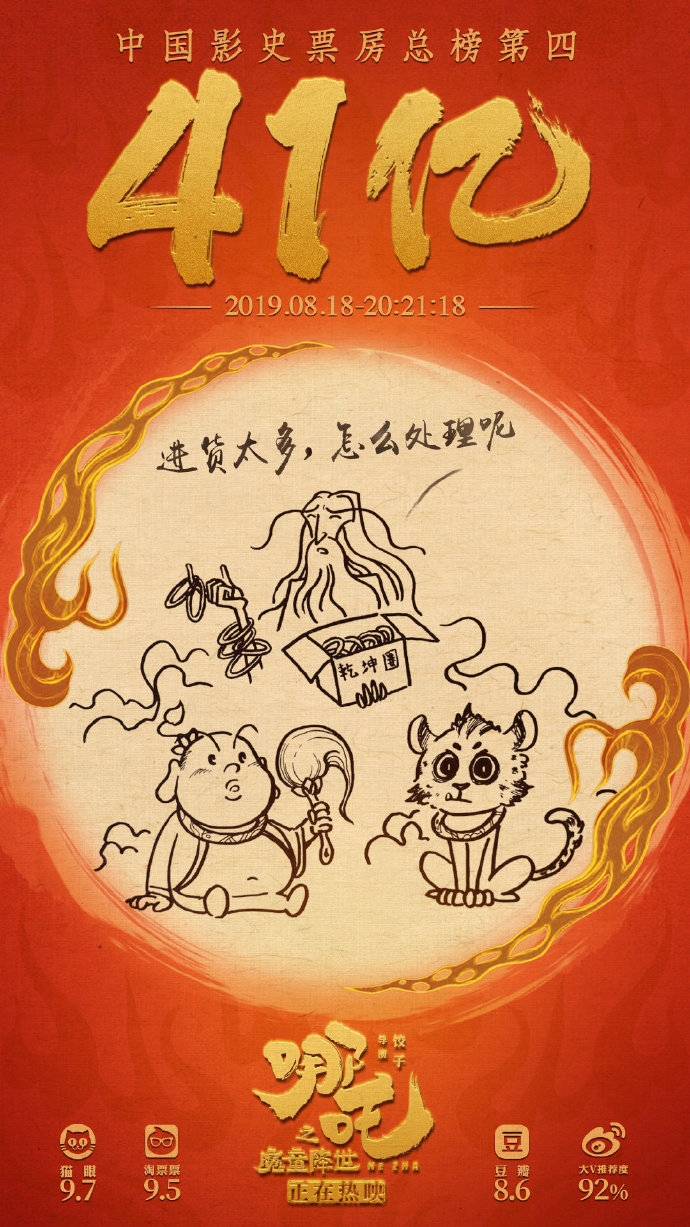 中国影史票房总榜第四
41亿
2019.08.18-20:21:18
进货太多，怎么处理呢
乾坤圈
哪吒
之
魔童降世
NE ZHA
导演
饺子
正在热映
猫眼
9.7
淘票票
9.5
豆
豆瓣
8.6
大V推荐度
92%